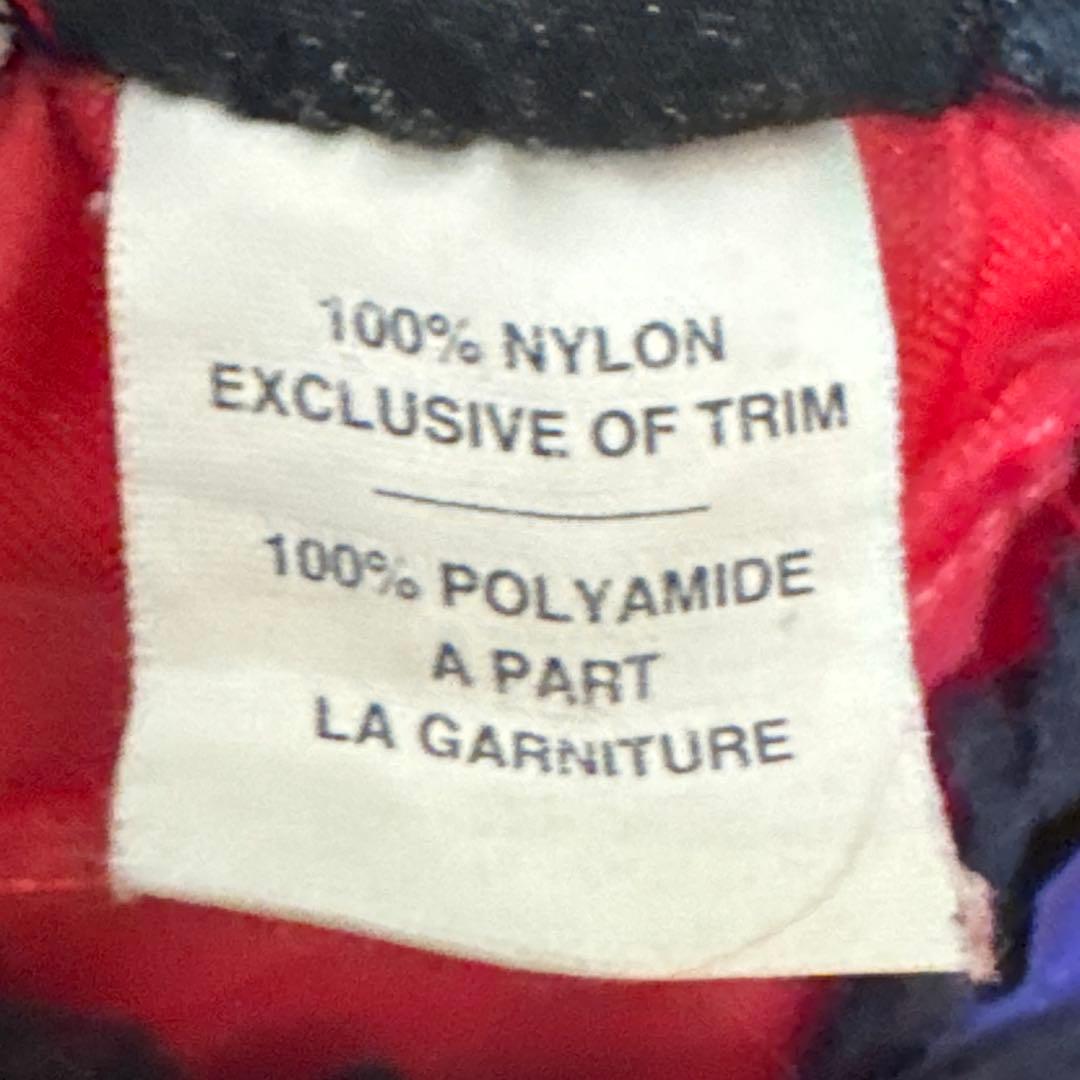 100% NYLON
EXCLUSIVE OF TRIM
100% POLYAMIDE
A PART
LA GARNITURE